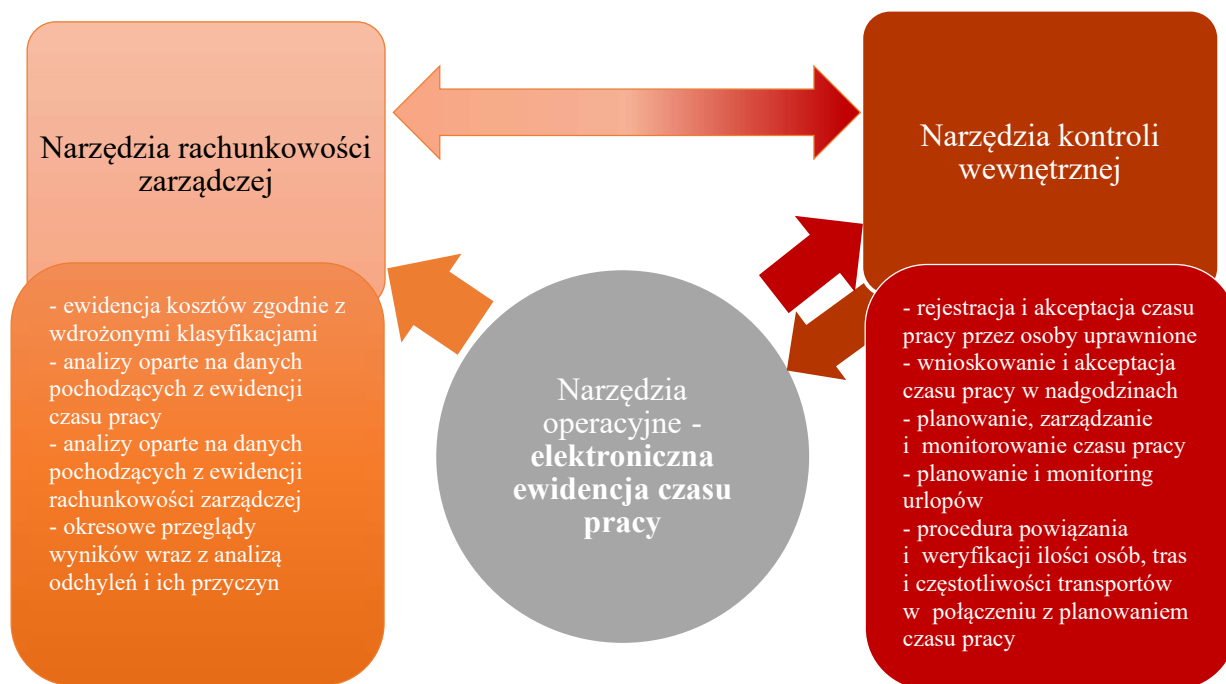 Narzędzia rachunkowości
zarządczej
- ewidencja kosztów zgodnie z
wdrożonymi klasyfikacjami
- analizy oparte na danych
pochodzących z ewidencji
czasu pracy
- analizy oparte na danych
pochodzących z ewidencji
rachunkowości zarządczej
- okresowe przeglądy
wyników wraz z analizą
odchyleń i ich przyczyn
Narzędzia
operacyjne -
elektroniczna
ewidencja czasu
pracy
Narzędzia kontroli
wewnętrznej
- rejestracja i akceptacja czasu
pracy przez osoby uprawnione
- wnioskowanie i akceptacja
czasu pracy w nadgodzinach
- planowanie, zarządzanie
i monitorowanie czasu pracy
- planowanie i monitoring
urlopów
- procedura powiązania
i weryfikacji ilości osób, tras
i częstotliwości transportów
w połączeniu z planowaniem
czasu pracy